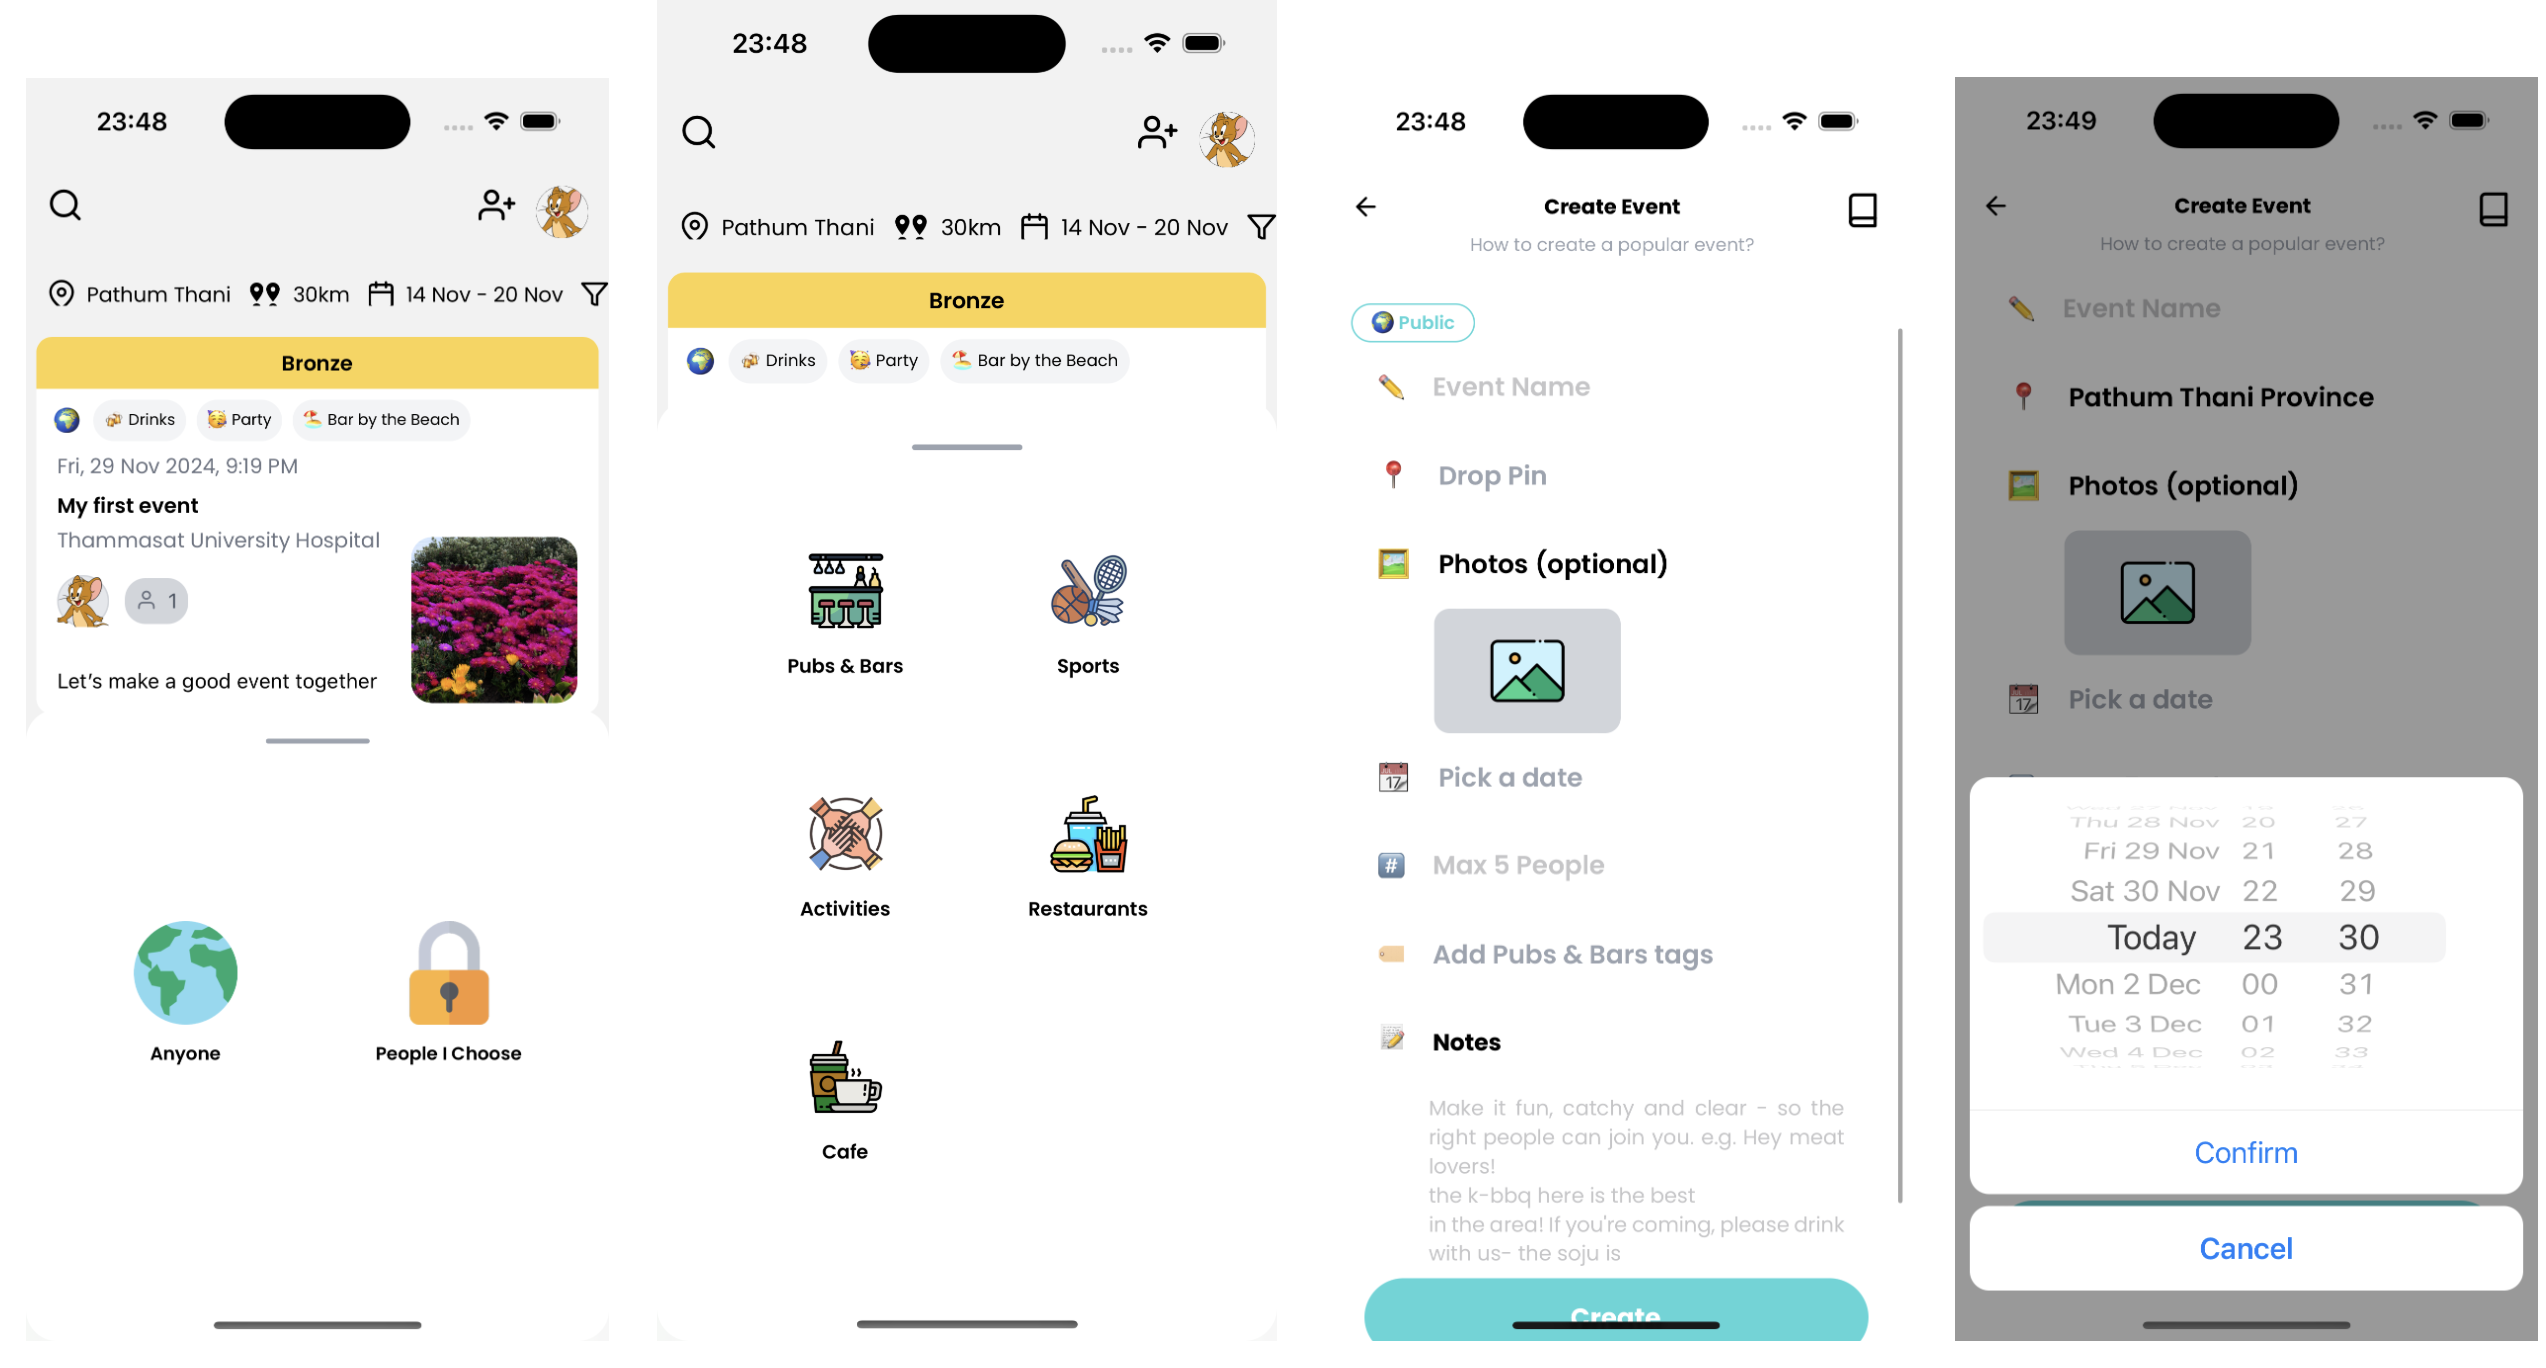 23:48
Pathum Thani 30km 14 Nov - 20 Nov
Bronze
Drinks Party Bar by the Beach
Fri, 29 Nov 2024, 9:19 PM
My first event
Thammasat University Hospital
1
Let's make a good event together
Anyone People I Choose
23:48
Pathum Thani 30km 14 Nov - 20 Nov
Bronze
Drinks Party Bar by the Beach
Pubs & Bars Sports
Activities Restaurants
Cafe
23:48
Create Event
How to create a popular event?
Public
Event Name
Drop Pin
Photos (optional)
17 Pick a date
# Max 5 People
Add Pubs & Bars tags
Notes
Make it fun, catchy and clear - so the
right people can join you. e.g. Hey meat
lovers!
the k-bbq here is the best
in the area! If you're coming, please drink
with us- the soju is
Create
23:49
Create Event
How to create a popular event?
Event Name
Pathum Thani Province
Photos (optional)
17 Pick a date
Wed 27 Nov 19 26
Thu 28 Nov 20 27
Fri 29 Nov 21 28
Sat 30 Nov 22 29
Today 23 30
Mon 2 Dec 00 31
Tue 3 Dec 01 32
Wed 4 Dec 02 33
Confirm
Cancel